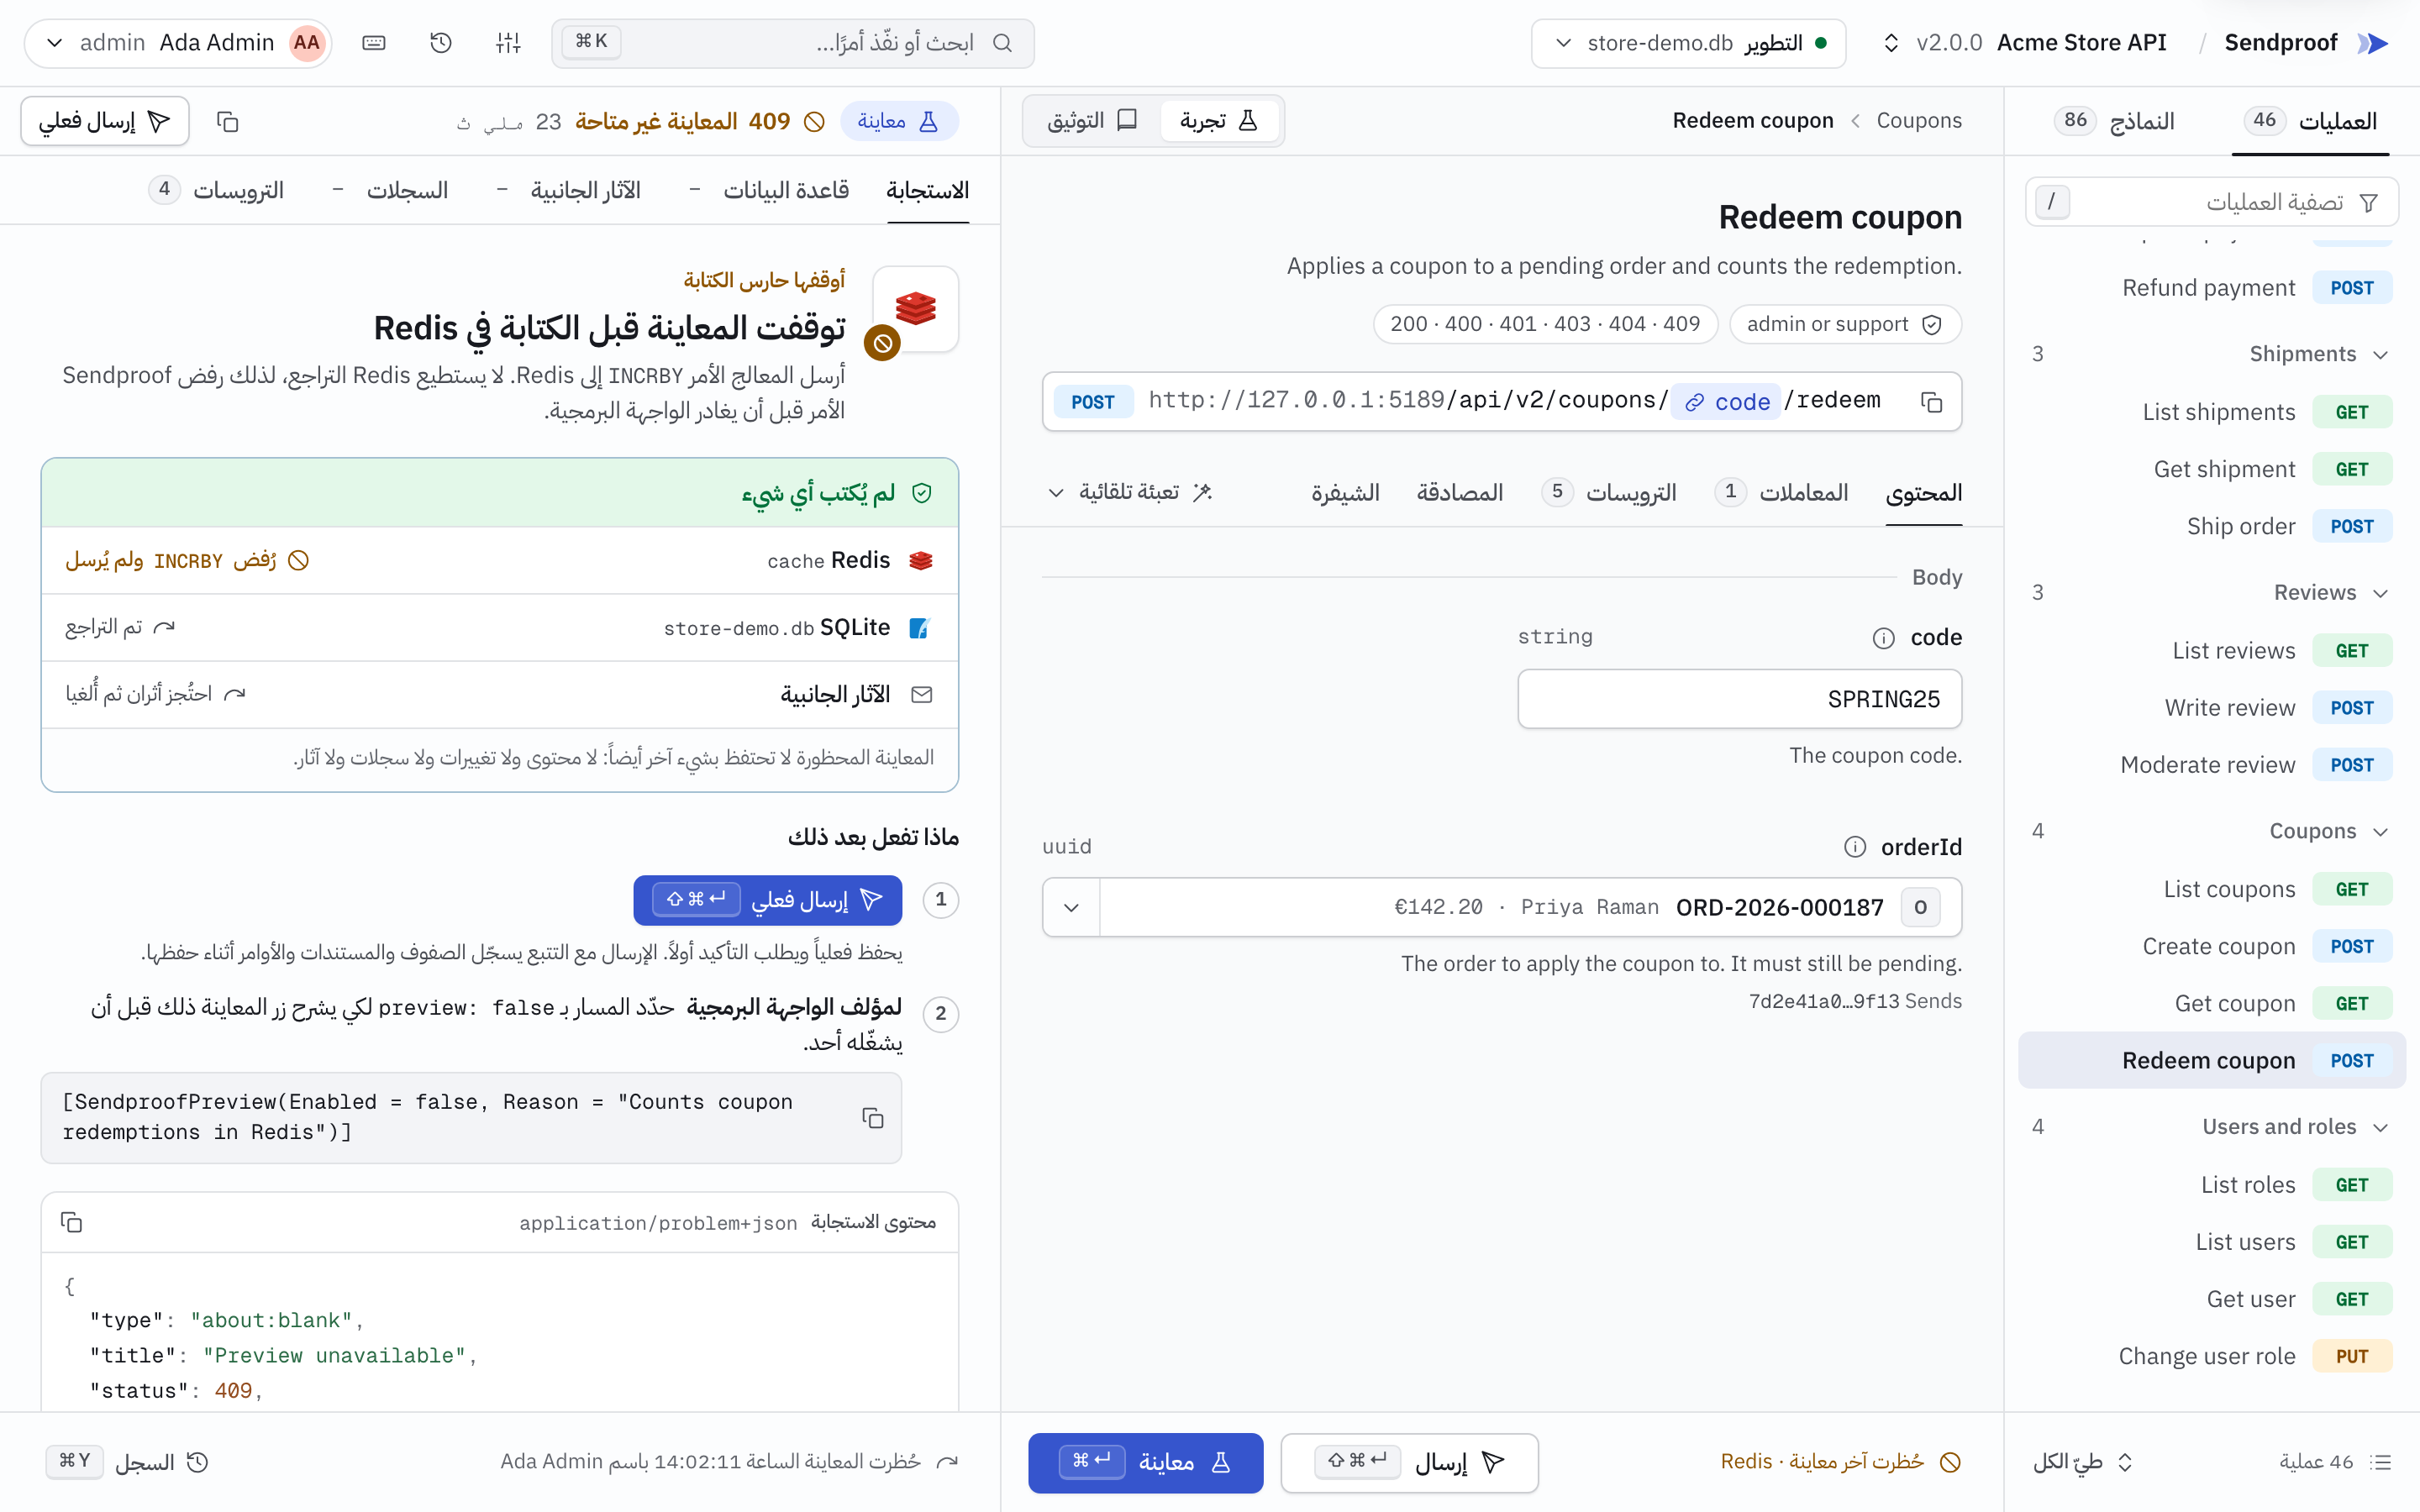 Sendproof / Acme Store API v2.0.0
التطوير store-demo.db
ابحث أو نفّذ أمرًا... ⌘K
AA Ada Admin admin
العمليات 46
النماذج 86
تصفية العمليات /
POST Refund payment
Shipments 3
GET List shipments
GET Get shipment
POST Ship order
Reviews 3
GET List reviews
POST Write review
POST Moderate review
Coupons 4
GET List coupons
POST Create coupon
GET Get coupon
POST Redeem coupon
Users and roles 4
GET List roles
GET List users
GET Get user
PUT Change user role
46 عملية
طيّ الكل
Coupons
Redeem coupon
تجربة
التوثيق
Redeem coupon
Applies a coupon to a pending order and counts the redemption.
admin or support
200 · 400 · 401 · 403 · 404 · 409
POST http://127.0.0.1:5189/api/v2/coupons/code/redeem
المحتوى
المعاملات 1
الترويسات 5
المصادقة
الشيفرة
تعبئة تلقائية
Body
code string
SPRING25
The coupon code.
orderId uuid
O ORD-2026-000187 Priya Raman · €142.20
The order to apply the coupon to. It must still be pending.
Sends 7d2e41a0…9f13
حُظرت آخر معاينة · Redis
إرسال ⇧⌘↵
معاينة ⌘↵
معاينة
409 المعاينة غير متاحة
23 ملي ث
إرسال فعلي
الاستجابة
قاعدة البيانات –
الآثار الجانبية –
السجلات –
الترويسات 4
أوقفها حارس الكتابة
توقفت المعاينة قبل الكتابة في Redis
أرسل المعالج الأمر INCRBY إلى Redis. لا يستطيع Redis التراجع، لذلك رفض Sendproof
الأمر قبل أن يغادر الواجهة البرمجية.
لم يُكتب أي شيء
Redis cache
رُفض INCRBY ولم يُرسل
SQLite store-demo.db
تم التراجع
الآثار الجانبية
احتُجز أثران ثم أُلغيا
المعاينة المحظورة لا تحتفظ بشيء آخر أيضاً: لا محتوى ولا تغييرات ولا سجلات ولا آثار.
ماذا تفعل بعد ذلك
1 إرسال فعلي ⇧⌘↵
يحفظ فعلياً ويطلب التأكيد أولاً. الإرسال مع التتبع يسجّل الصفوف والمستندات والأوامر أثناء حفظها.
2 لمؤلف الواجهة البرمجية حدّد المسار بـ preview: false لكي يشرح زر المعاينة ذلك قبل أن
يشغّله أحد.
[SendproofPreview(Enabled = false, Reason = "Counts coupon
redemptions in Redis")]
محتوى الاستجابة application/problem+json
{
"type": "about:blank",
"title": "Preview unavailable",
"status": 409,
حُظرت المعاينة الساعة 14:02:11 باسم Ada Admin
السجل ⌘Y